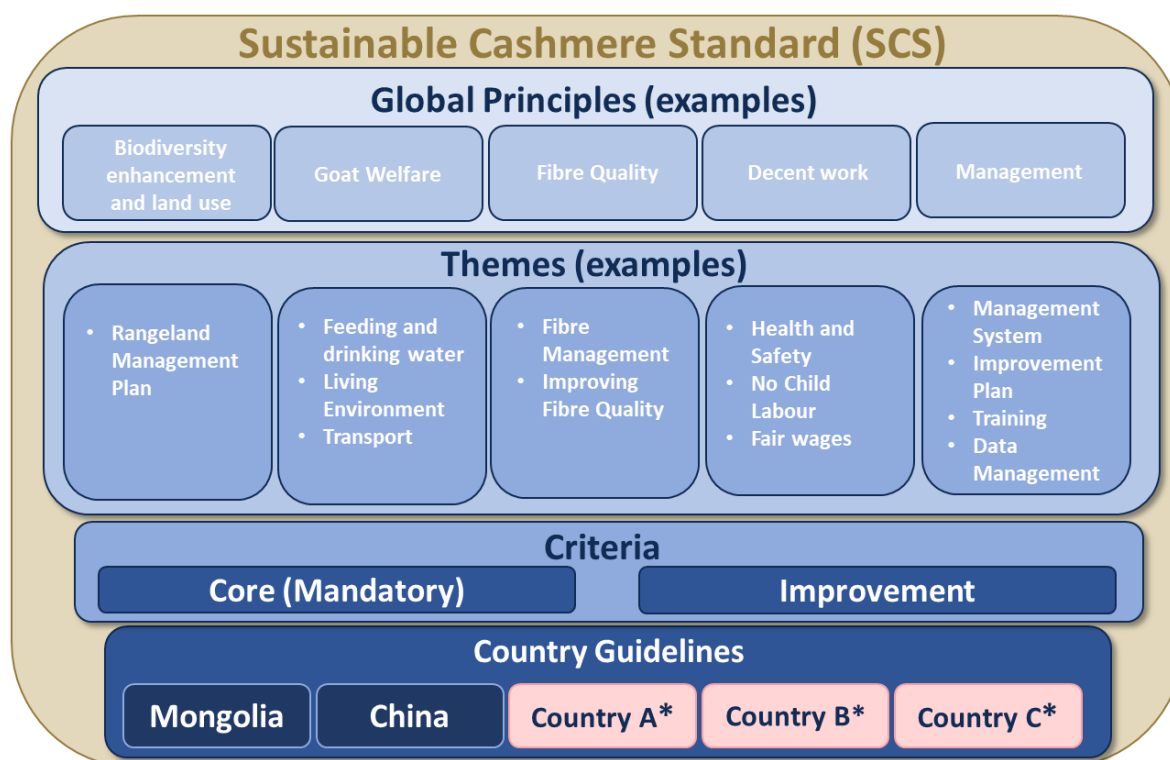 Sustainable Cashmere Standard (SCS)
Global Principles (examples)
Biodiversity
enhancement
and land use
Goat Welfare
Fibre Quality
Decent work
Management
Themes (examples)
• Rangeland
Management
Plan
• Feeding and
drinking water
• Living
Environment
• Transport
• Fibre
Management
• Improving
Fibre Quality
• Health and
Safety
• No Child
Labour
• Fair wages
• Management
System
• Improvement
Plan
• Training
• Data
Management
Criteria
Core (Mandatory)
Improvement
Country Guidelines
Mongolia
China
Country A*
Country B*
Country C*